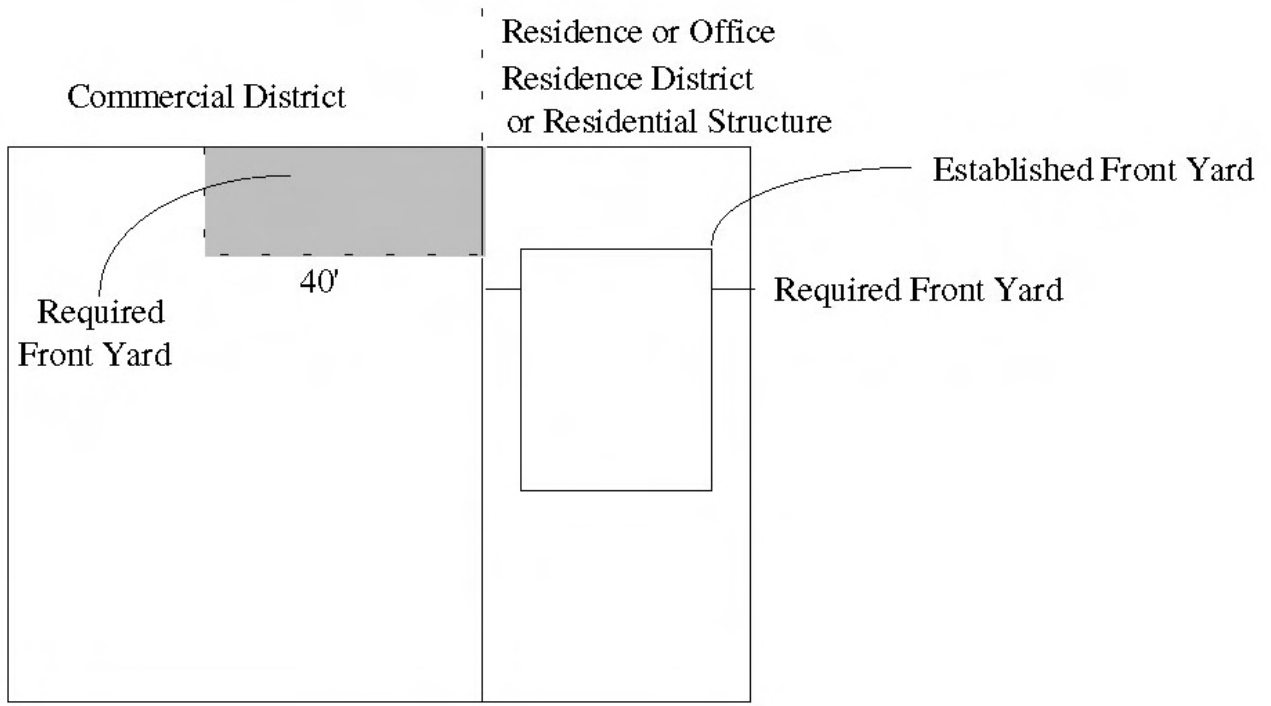 Residence or Office
Residence District
or Residential Structure
Commercial District
Established Front Yard
40'
Required Front Yard
Required
Front Yard